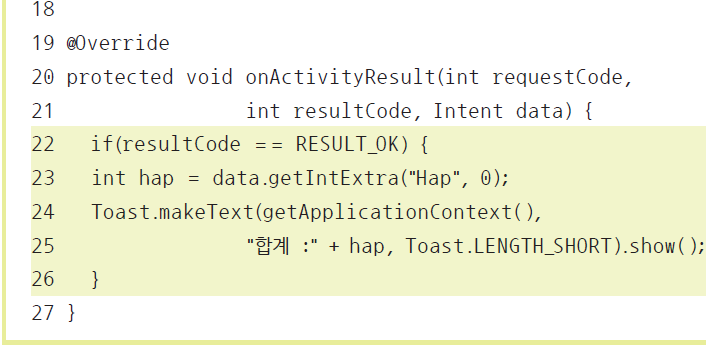 18
19 @Override
20 protected void onActivityResult(int requestCode,
21 int resultCode, Intent data) {
22 if(resultCode == RESULT_OK) {
23 int hap = data.getIntExtra("Hap", 0);
24 Toast.makeText(getApplicationContext(),
25 "합계 :" + hap, Toast.LENGTH_SHORT).show();
26 }
27 }